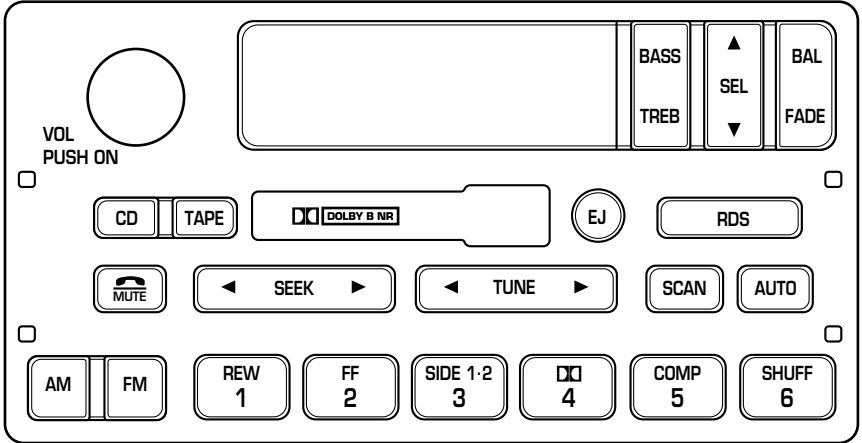 BASS
BAL
SEL
TREB
FADE
VOL
PUSH ON
CD
TAPE
DOLBY B NR
EJ
RDS
MUTE
SEEK
TUNE
SCAN
AUTO
AM
FM
REW
1
FF
2
SIDE 1·2
3
4
COMP
5
SHUFF
6